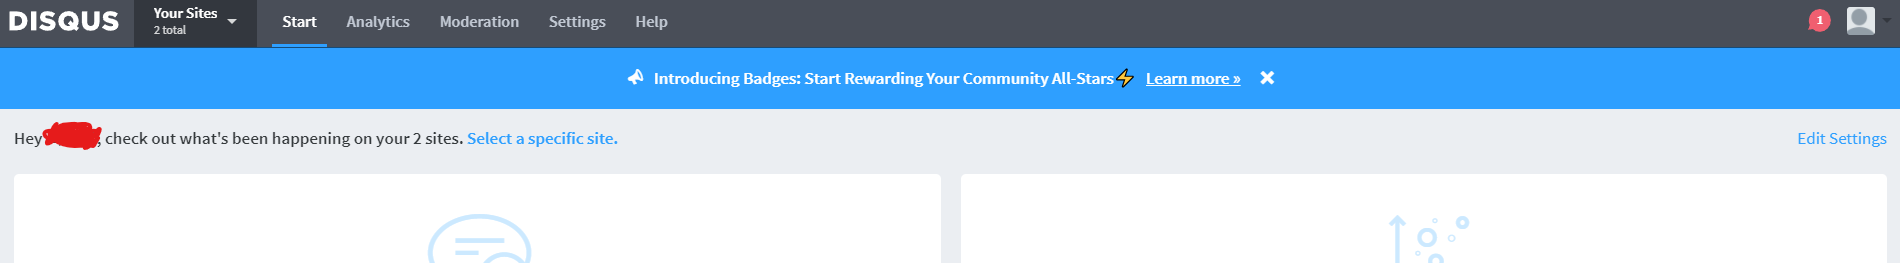 DISQUS
Your Sites
2 total
Start
Analytics
Moderation
Settings
Help
1
Introducing Badges: Start Rewarding Your Community All-Stars⚡ Learn more »
Hey , check out what's been happening on your 2 sites. Select a specific site.
Edit Settings